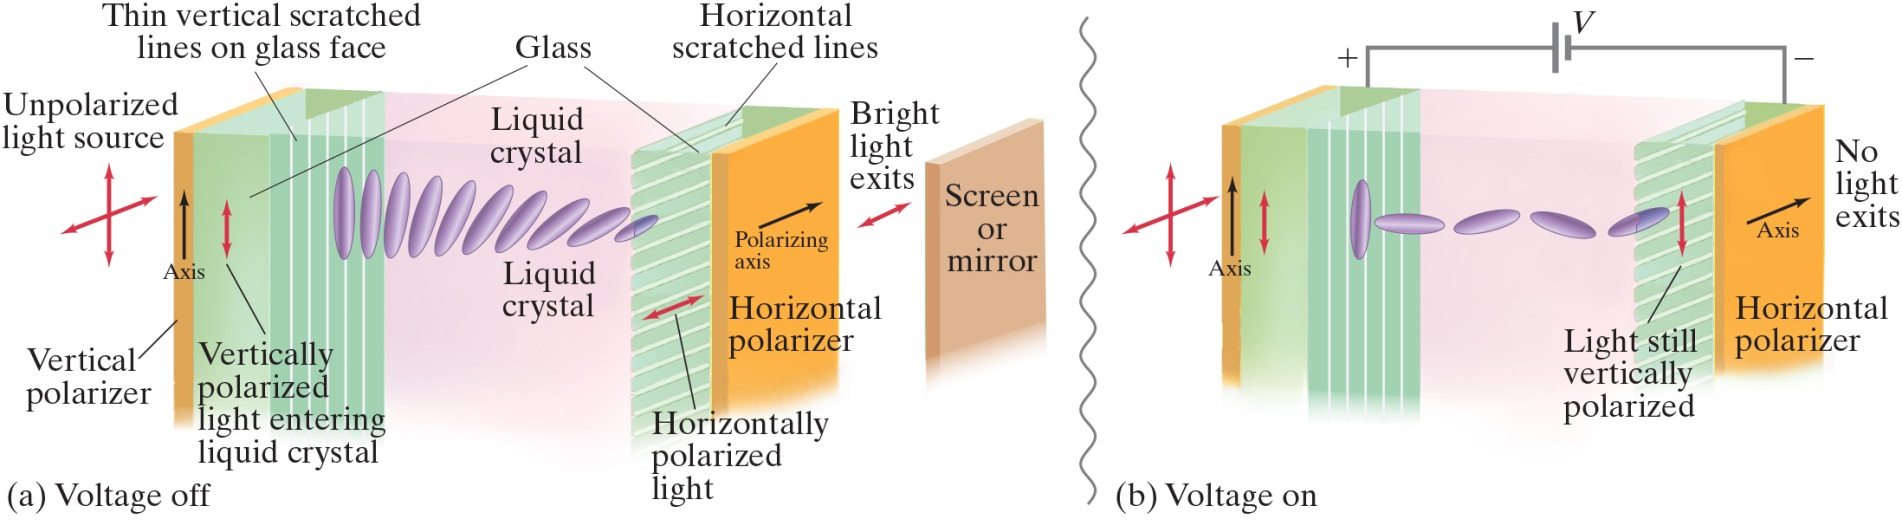 Thin vertical scratched
lines on glass face
Glass
Horizontal
scratched lines
Unpolarized
light source
Liquid
crystal
Bright
light
exits
Screen
or
mirror
Axis
Polarizing
axis
Liquid
crystal
Horizontal
polarizer
Vertical
polarizer
Vertically
polarized
light entering
liquid crystal
Horizontally
polarized
light
(a) Voltage off
V
+
−
No
light
exits
Axis
Axis
Light still
vertically
polarized
Horizontal
polarizer
(b) Voltage on